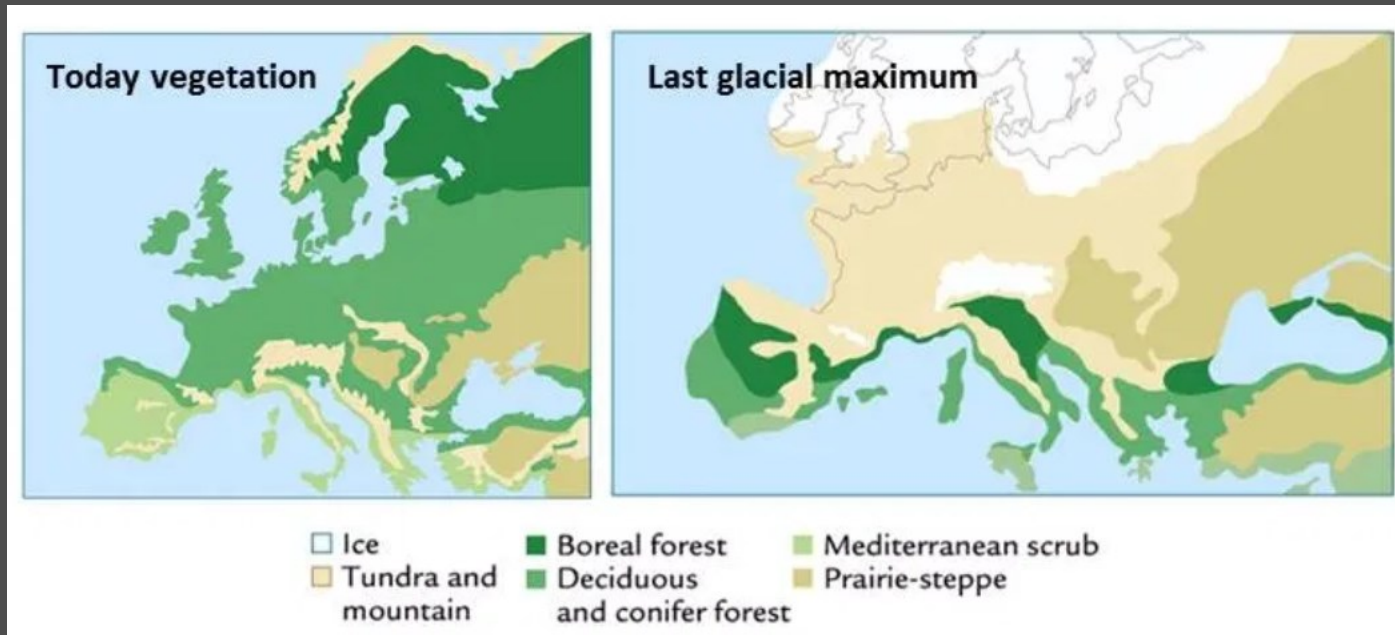 Today vegetation
Last glacial maximum
Ice
Tundra and
mountain
Boreal forest
Deciduous
and conifer forest
Mediterranean scrub
Prairie-steppe